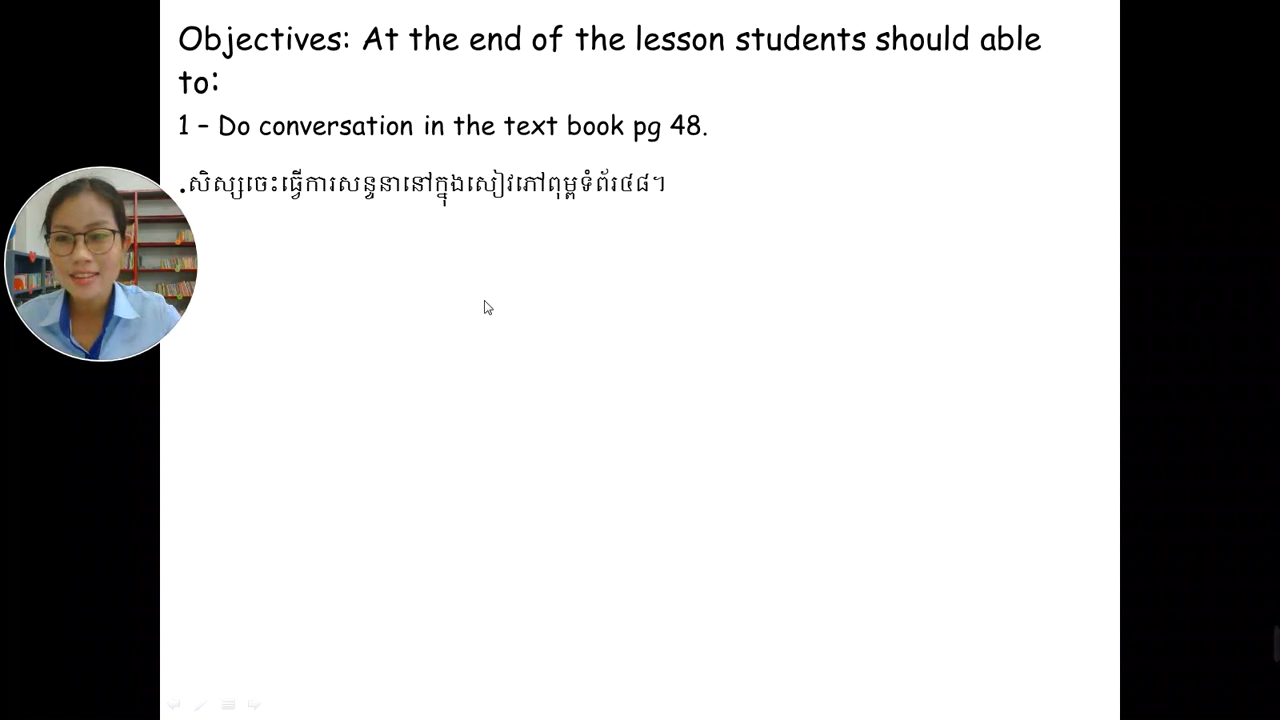 Objectives: At the end of the lesson students should able
to:
1 – Do conversation in the text book pg 48.
.សិស្សចេះធ្វើការសន្ទនានៅក្នុងសៀវភៅពុម្ពទំព័រ៤៨។